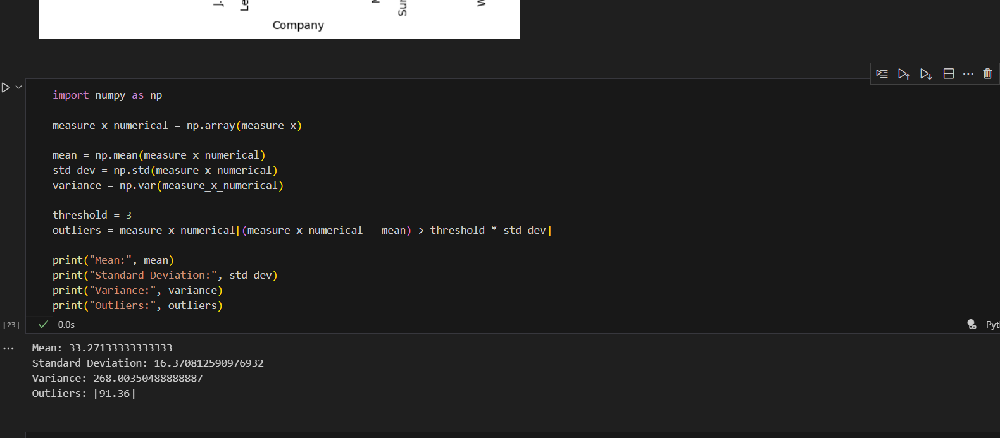 Le
Sur
Company
import numpy as np
measure_x_numerical = np.array(measure_x)
mean = np.mean(measure_x_numerical)
std_dev = np.std(measure_x_numerical)
variance = np.var(measure_x_numerical)
threshold = 3
outliers = measure_x_numerical[(measure_x_numerical - mean) > threshold * std_dev]
print("Mean:", mean)
print("Standard Deviation:", std_dev)
print("Variance:", variance)
print("Outliers:", outliers)
[23] 0.0s
Mean: 33.27133333333333
Standard Deviation: 16.370812590976932
Variance: 268.00350488888887
Outliers: [91.36]